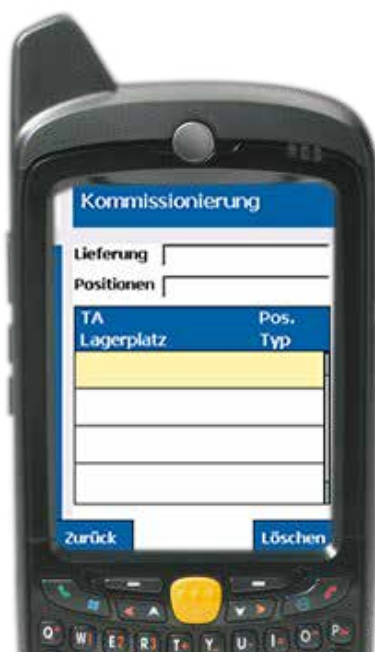 Kommissionierung
Lieferung
Positionen
TA Pos.
Lagerplatz Typ
Zurück Löschen
Q W E R T Y U I O P